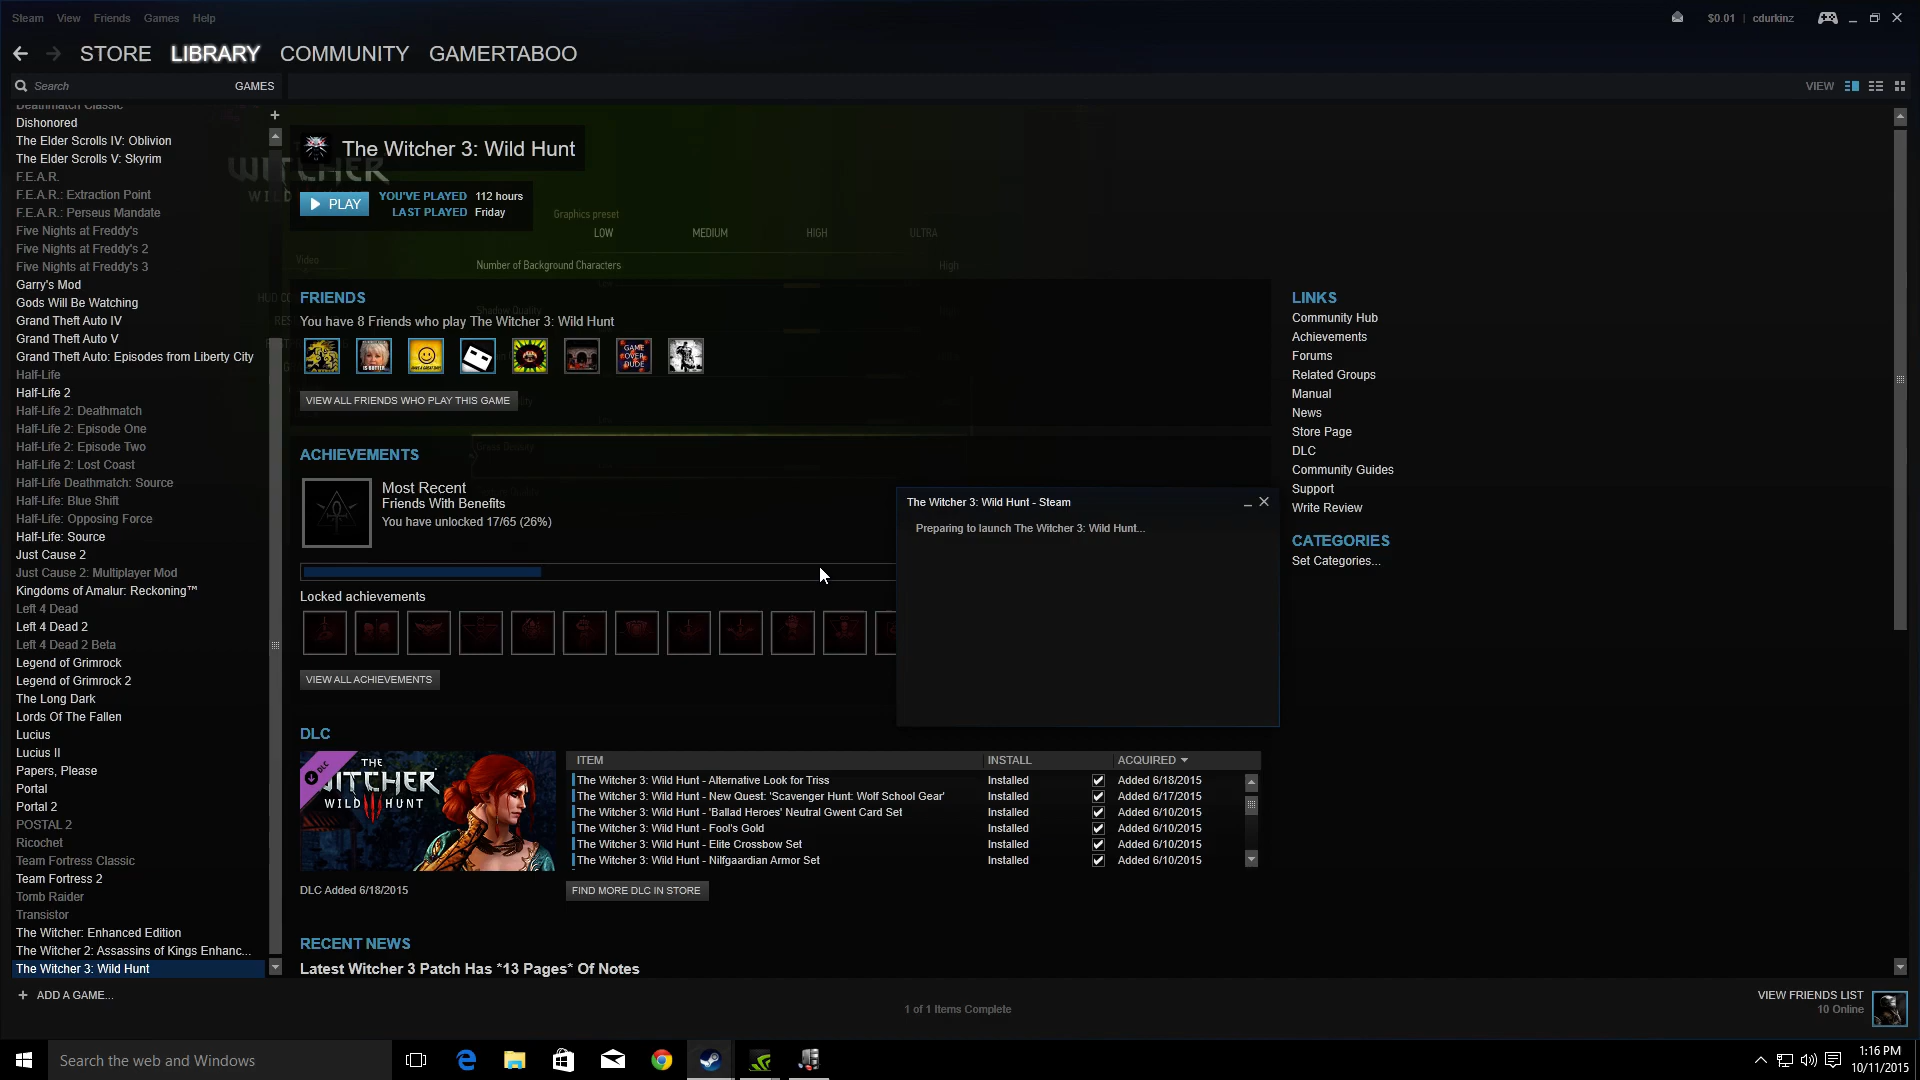 Steam View Friends Games Help
$0.01 | cdurkinz
STORE LIBRARY COMMUNITY GAMERTABOO
Search GAMES
VIEW
Deathmatch Classic
Dishonored
The Elder Scrolls IV: Oblivion
The Elder Scrolls V: Skyrim
F.E.A.R.
F.E.A.R.: Extraction Point
F.E.A.R.: Perseus Mandate
Five Nights at Freddy's
Five Nights at Freddy's 2
Five Nights at Freddy's 3
Garry's Mod
Gods Will Be Watching
Grand Theft Auto IV
Grand Theft Auto V
Grand Theft Auto: Episodes from Liberty City
Half-Life
Half-Life 2
Half-Life 2: Deathmatch
Half-Life 2: Episode One
Half-Life 2: Episode Two
Half-Life 2: Lost Coast
Half-Life Deathmatch: Source
Half-Life: Blue Shift
Half-Life: Opposing Force
Half-Life: Source
Just Cause 2
Just Cause 2: Multiplayer Mod
Kingdoms of Amalur: Reckoning™
Left 4 Dead
Left 4 Dead 2
Left 4 Dead 2 Beta
Legend of Grimrock
Legend of Grimrock 2
The Long Dark
Lords Of The Fallen
Lucius
Lucius II
Papers, Please
Portal
Portal 2
POSTAL 2
Ricochet
Team Fortress Classic
Team Fortress 2
Tomb Raider
Transistor
The Witcher: Enhanced Edition
The Witcher 2: Assassins of Kings Enhanc...
The Witcher 3: Wild Hunt
+ ADD A GAME...
The Witcher 3: Wild Hunt
PLAY
YOU'VE PLAYED 112 hours
LAST PLAYED Friday
Graphics preset
LOW MEDIUM HIGH ULTRA
Video
Number of Background Characters High
Shadow Quality
FRIENDS
You have 8 Friends who play The Witcher 3: Wild Hunt
IS BUTTER
HAVE A GREAT DAY!
GAME OVER DUDE
VIEW ALL FRIENDS WHO PLAY THIS GAME
ACHIEVEMENTS
Most Recent
Friends With Benefits
You have unlocked 17/65 (26%)
Locked achievements
VIEW ALL ACHIEVEMENTS
The Witcher 3: Wild Hunt - Steam
Preparing to launch The Witcher 3: Wild Hunt...
DLC
DLC
THE
WITCHER
WILD HUNT
DLC Added 6/18/2015
ITEM INSTALL ACQUIRED
The Witcher 3: Wild Hunt - Alternative Look for Triss Installed Added 6/18/2015
The Witcher 3: Wild Hunt - New Quest: 'Scavenger Hunt: Wolf School Gear' Installed Added 6/17/2015
The Witcher 3: Wild Hunt - 'Ballad Heroes' Neutral Gwent Card Set Installed Added 6/10/2015
The Witcher 3: Wild Hunt - Fool's Gold Installed Added 6/10/2015
The Witcher 3: Wild Hunt - Elite Crossbow Set Installed Added 6/10/2015
The Witcher 3: Wild Hunt - Nilfgaardian Armor Set Installed Added 6/10/2015
FIND MORE DLC IN STORE
RECENT NEWS
Latest Witcher 3 Patch Has *13 Pages* Of Notes
LINKS
Community Hub
Achievements
Forums
Related Groups
Manual
News
Store Page
DLC
Community Guides
Support
Write Review
CATEGORIES
Set Categories...
1 of 1 Items Complete
VIEW FRIENDS LIST
10 Online
Search the web and Windows
1:16 PM
10/11/2015